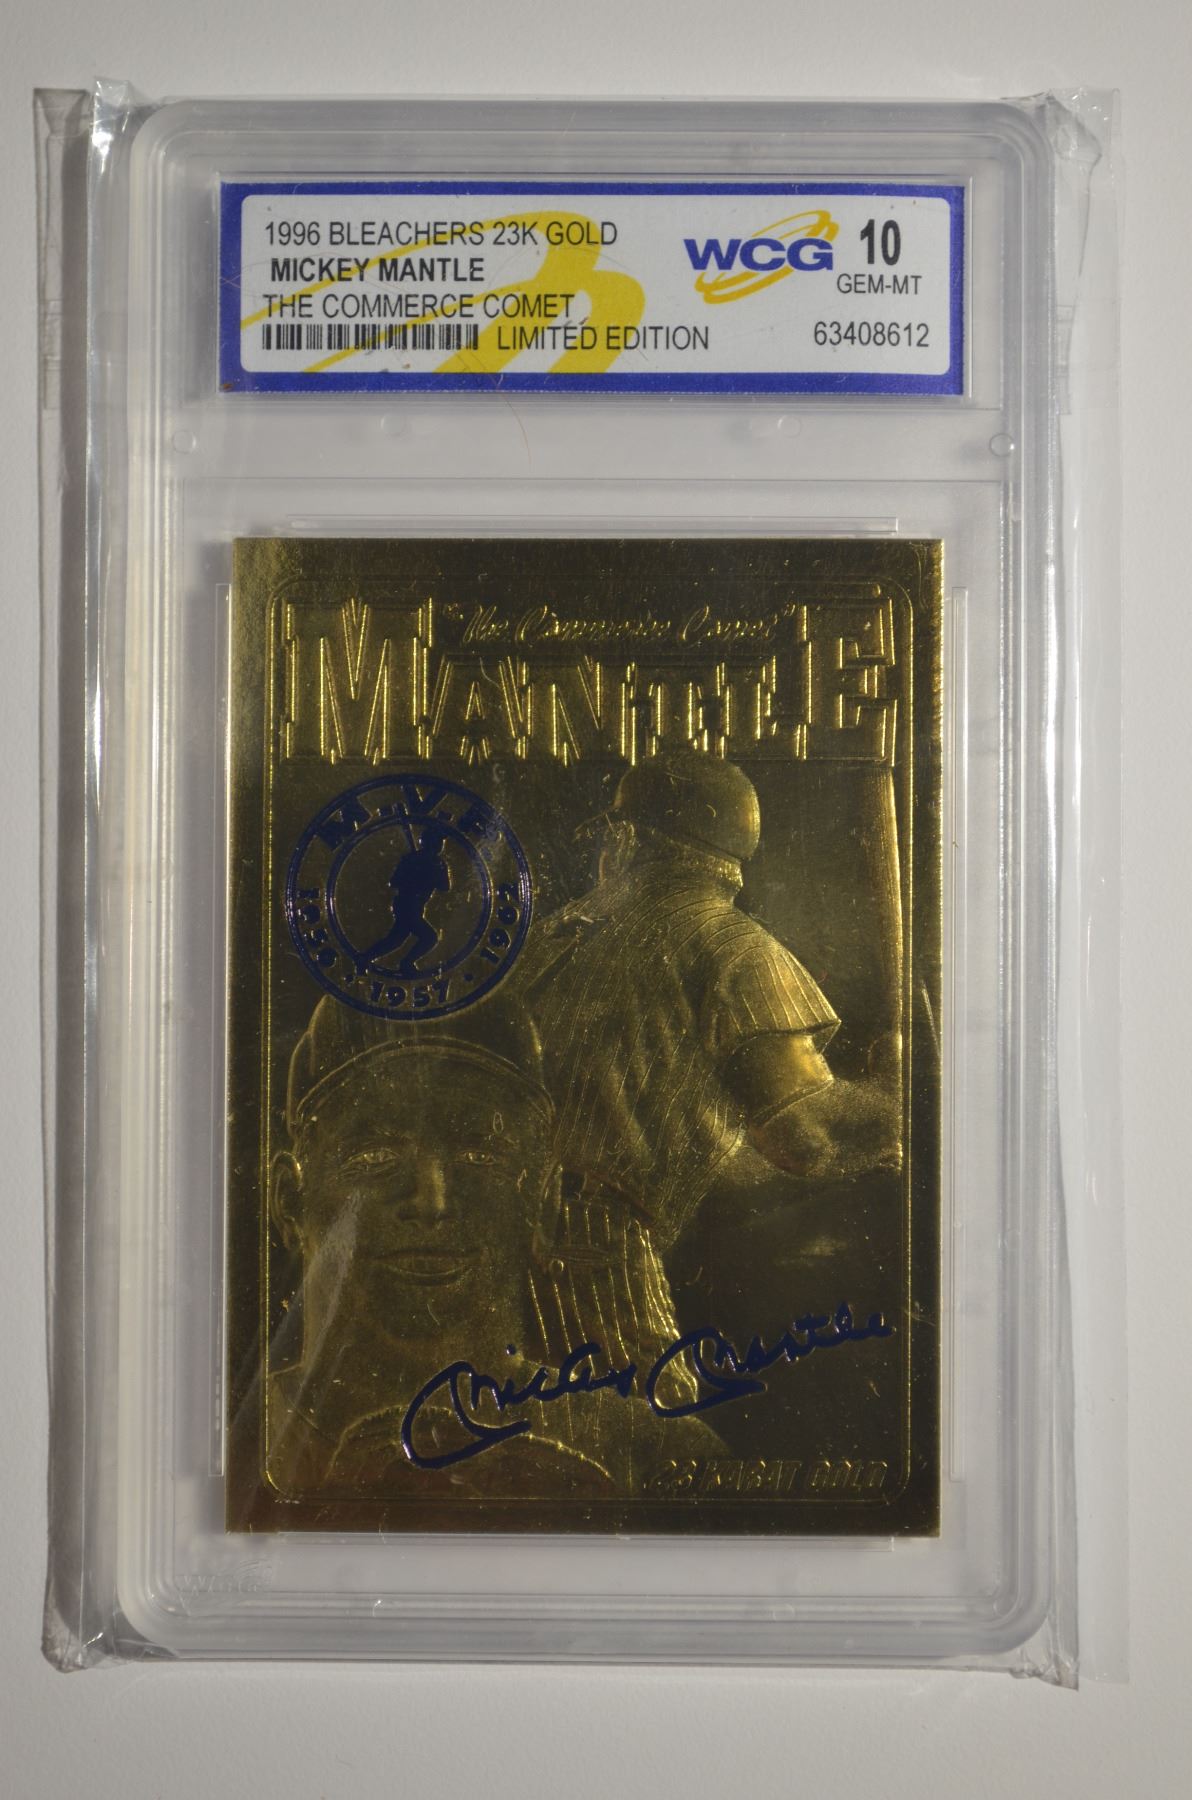 1996 BLEACHERS 23K GOLD
MICKEY MANTLE
THE COMMERCE COMET
LIMITED EDITION
WCG
10
GEM-MT
63408612
"The Commerce Comet"
MANTLE
M.V.P.
1956 • 1957 • 1962
Mickey Mantle
23 KARAT GOLD
WCG